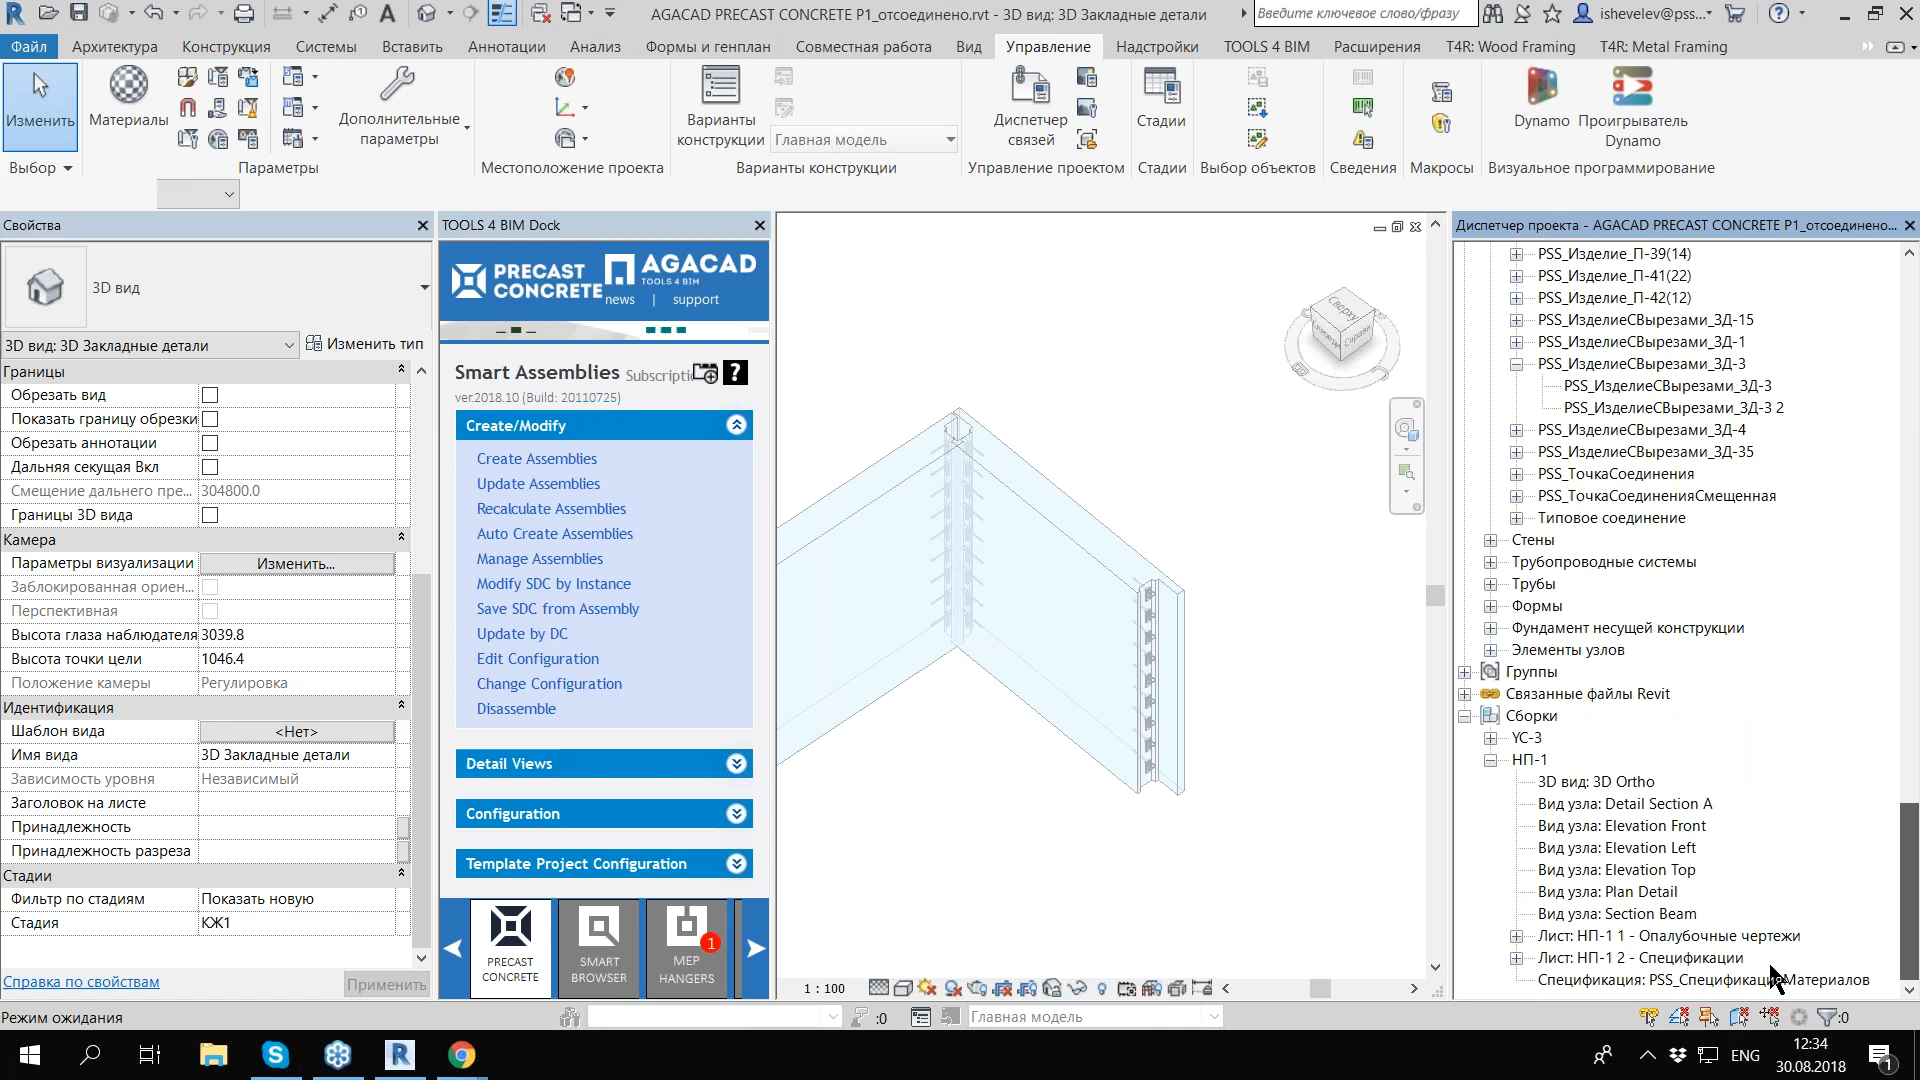 AGACAD PRECAST CONCRETE P1_отсоединено.rvt - 3D вид: 3D Закладные детали
Введите ключевое слово/фразу
ishevelev@pss...
Файл Архитектура Конструкция Системы Вставить Аннотации Анализ Формы и генплан Совместная работа Вид Управление Надстройки TOOLS 4 BIM Расширения T4R: Wood Framing T4R: Metal Framing
Изменить
Материалы
Дополнительные параметры
Варианты конструкции
Главная модель
Диспетчер связей
Стадии
Dynamo
Проигрыватель Dynamo
Выбор Параметры Местоположение проекта Варианты конструкции Управление проектом Стадии Выбор объектов Сведения Макросы Визуальное программирование
Свойства
3D вид
3D вид: 3D Закладные детали
Изменить тип
Границы
Обрезать вид
Показать границу обрезки
Обрезать аннотации
Дальняя секущая Вкл
Смещение дальнего пре... 304800.0
Границы 3D вида
Камера
Параметры визуализации Изменить...
Заблокированная ориен...
Перспективная
Высота глаза наблюдателя 3039.8
Высота точки цели 1046.4
Положение камеры Регулировка
Идентификация
Шаблон вида <Нет>
Имя вида 3D Закладные детали
Зависимость уровня Независимый
Заголовок на листе
Принадлежность
Принадлежность разреза
Стадии
Фильтр по стадиям Показать новую
Стадия КЖ1
Справка по свойствам
Применить
TOOLS 4 BIM Dock
PRECAST CONCRETE
AGACAD
TOOLS 4 BIM
news | support
Smart Assemblies Subscripti
?
ver.2018.10 (Build: 20110725)
Create/Modify
Create Assemblies
Update Assemblies
Recalculate Assemblies
Auto Create Assemblies
Manage Assemblies
Modify SDC by Instance
Save SDC from Assembly
Update by DC
Edit Configuration
Change Configuration
Disassemble
Detail Views
Configuration
Template Project Configuration
PRECAST CONCRETE
SMART BROWSER
MEP HANGERS
1
Сверху
Справа
1 : 100
Диспетчер проекта - AGACAD PRECAST CONCRETE P1_отсоединено...
PSS_Изделие_П-39(14)
PSS_Изделие_П-41(22)
PSS_Изделие_П-42(12)
PSS_ИзделиеСВырезами_ЗД-15
PSS_ИзделиеСВырезами_ЗД-1
PSS_ИзделиеСВырезами_ЗД-3
PSS_ИзделиеСВырезами_ЗД-3
PSS_ИзделиеСВырезами_ЗД-3 2
PSS_ИзделиеСВырезами_ЗД-4
PSS_ИзделиеСВырезами_ЗД-35
PSS_ТочкаСоединения
PSS_ТочкаСоединенияСмещенная
Типовое соединение
Стены
Трубопроводные системы
Трубы
Формы
Фундамент несущей конструкции
Элементы узлов
Группы
Связанные файлы Revit
Сборки
YC-3
НП-1
3D вид: 3D Ortho
Вид узла: Detail Section A
Вид узла: Elevation Front
Вид узла: Elevation Left
Вид узла: Elevation Top
Вид узла: Plan Detail
Вид узла: Section Beam
Лист: НП-1 1 - Опалубочные чертежи
Лист: НП-1 2 - Спецификации
Спецификация: PSS_СпецификацияМатериалов
Режим ожидания
:0
Главная модель
:0
ENG
12:34
30.08.2018
1